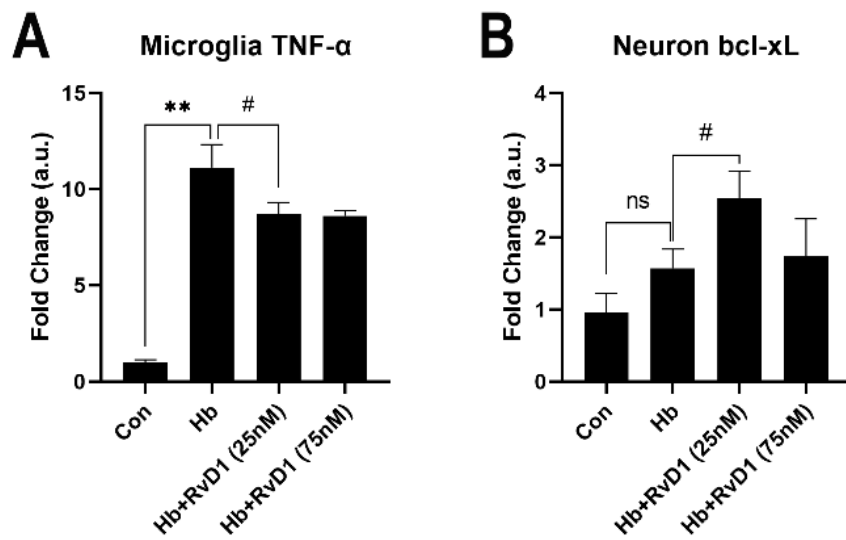 A
Microglia TNF-α
Fold Change (a.u.)
15
10
5
0
**
#
Con
Hb
Hb+RvD1 (25nM)
Hb+RvD1 (75nM)
B
Neuron bcl-xL
Fold Change (a.u.)
4
3
2
1
0
ns
#
Con
Hb
Hb+RvD1 (25nM)
Hb+RvD1 (75nM)